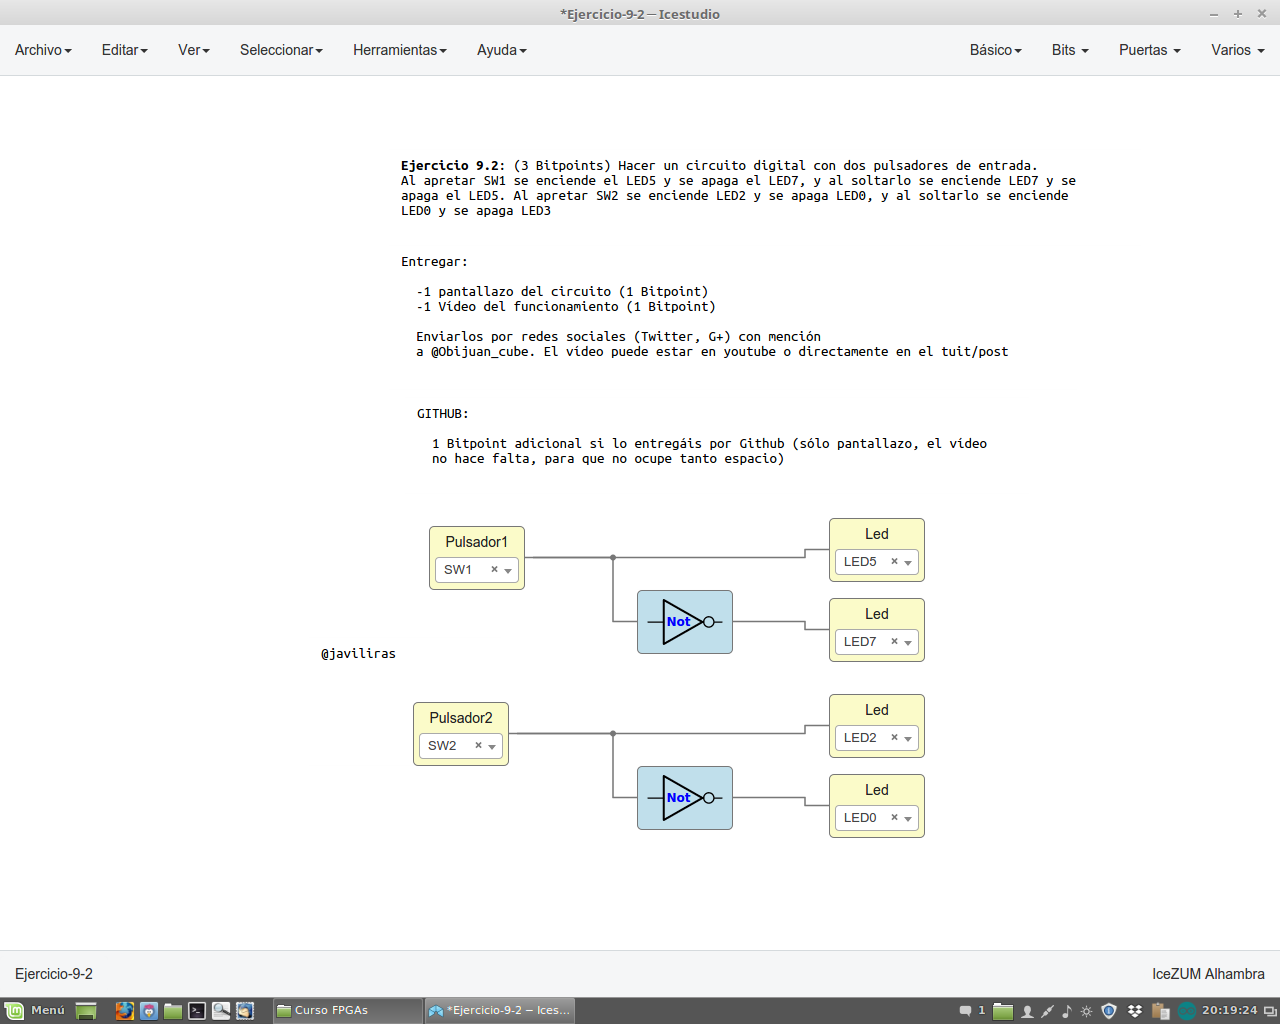 *Ejercicio-9-2 — Icestudio
Archivo Editar Ver Seleccionar Herramientas Ayuda Básico Bits Puertas Varios
Ejercicio 9.2: (3 Bitpoints) Hacer un circuito digital con dos pulsadores de entrada.
Al apretar SW1 se enciende el LED5 y se apaga el LED7, y al soltarlo se enciende LED7 y se
apaga el LED5. Al apretar SW2 se enciende LED2 y se apaga LED0, y al soltarlo se enciende
LED0 y se apaga LED3
Entregar:
-1 pantallazo del circuito (1 Bitpoint)
-1 Vídeo del funcionamiento (1 Bitpoint)
Enviarlos por redes sociales (Twitter, G+) con mención
a @Obijuan_cube. El vídeo puede estar en youtube o directamente en el tuit/post
GITHUB:
1 Bitpoint adicional si lo entregáis por Github (sólo pantallazo, el video
no hace falta, para que no ocupe tanto espacio)
Pulsador1
SW1
Led
LED5
Not
Led
LED7
@javiliras
Pulsador2
SW2
Led
LED2
Not
Led
LED0
Ejercicio-9-2 IceZUM Alhambra
Menú Curso FPGAs *Ejercicio-9-2 — Ices... 1 20:19:24